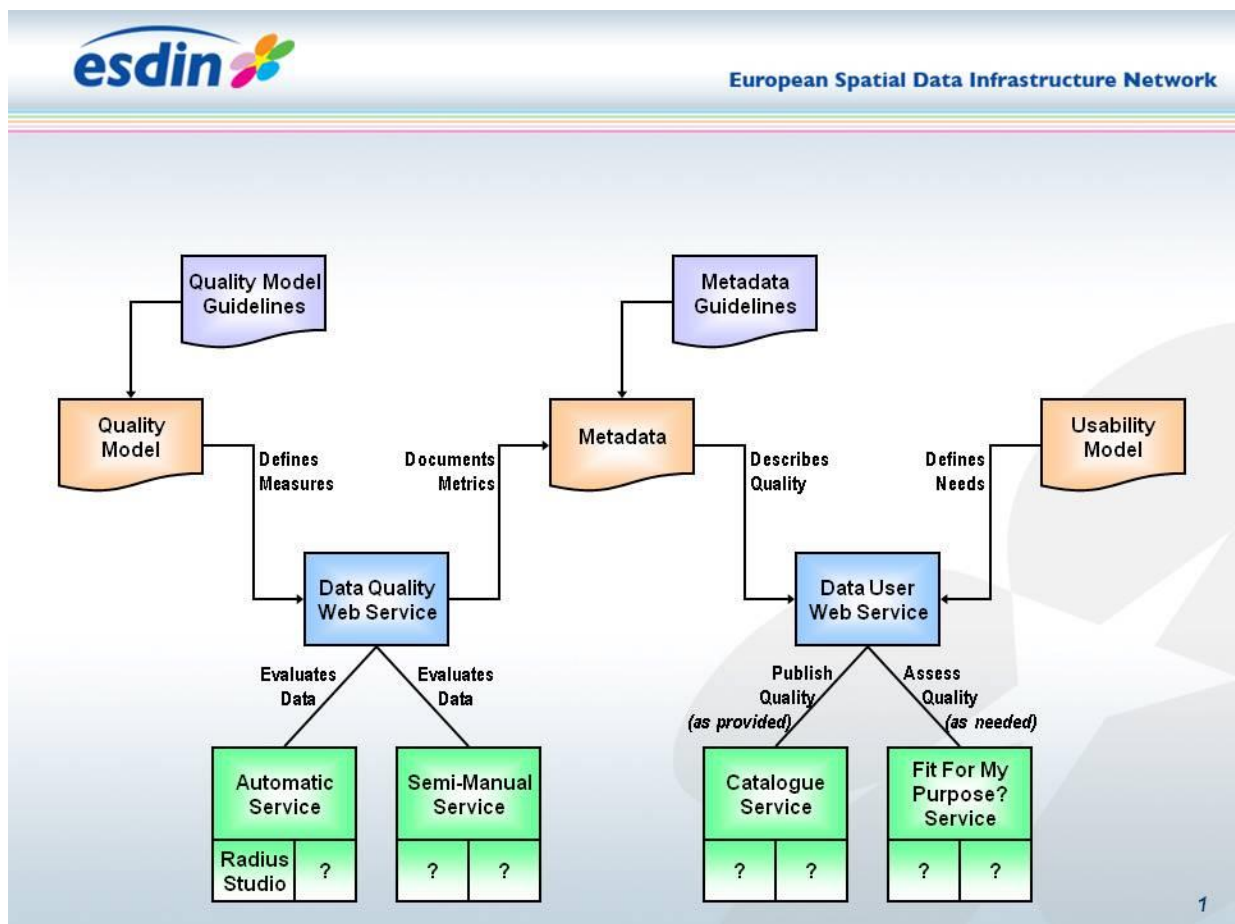 esdin
European Spatial Data Infrastructure Network
Quality Model
Guidelines
Metadata
Guidelines
Quality
Model
Metadata
Usability
Model
Defines
Measures
Documents
Metrics
Describes
Quality
Defines
Needs
Data Quality
Web Service
Data User
Web Service
Evaluates
Data
Evaluates
Data
Publish
Quality
(as provided)
Assess
Quality
(as needed)
Automatic
Service
Semi-Manual
Service
Catalogue
Service
Fit For My
Purpose?
Service
Radius
Studio
?
?
?
?
?
?
?
1